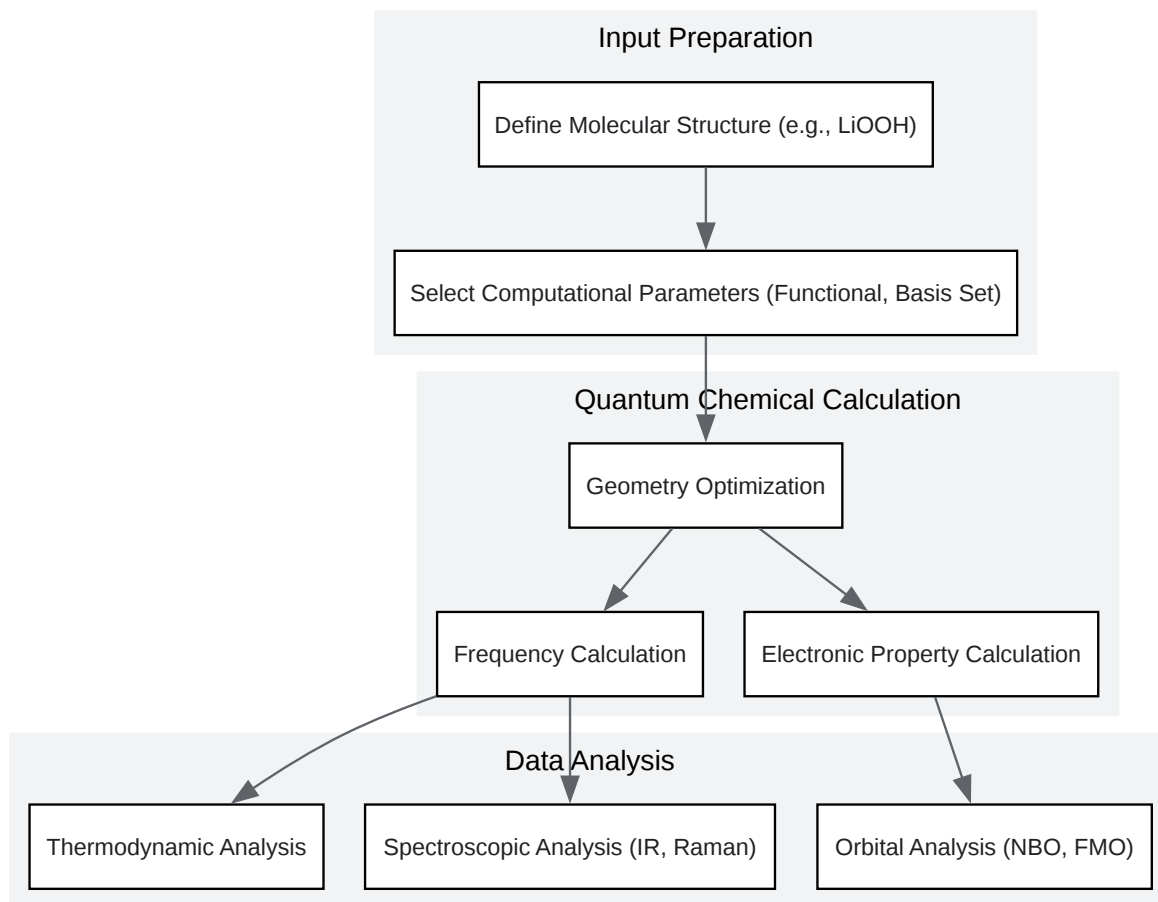 Input Preparation
Define Molecular Structure (e.g., LiOOH)
Select Computational Parameters (Functional, Basis Set)
Quantum Chemical Calculation
Geometry Optimization
Frequency Calculation
Electronic Property Calculation
Data Analysis
Thermodynamic Analysis
Spectroscopic Analysis (IR, Raman)
Orbital Analysis (NBO, FMO)